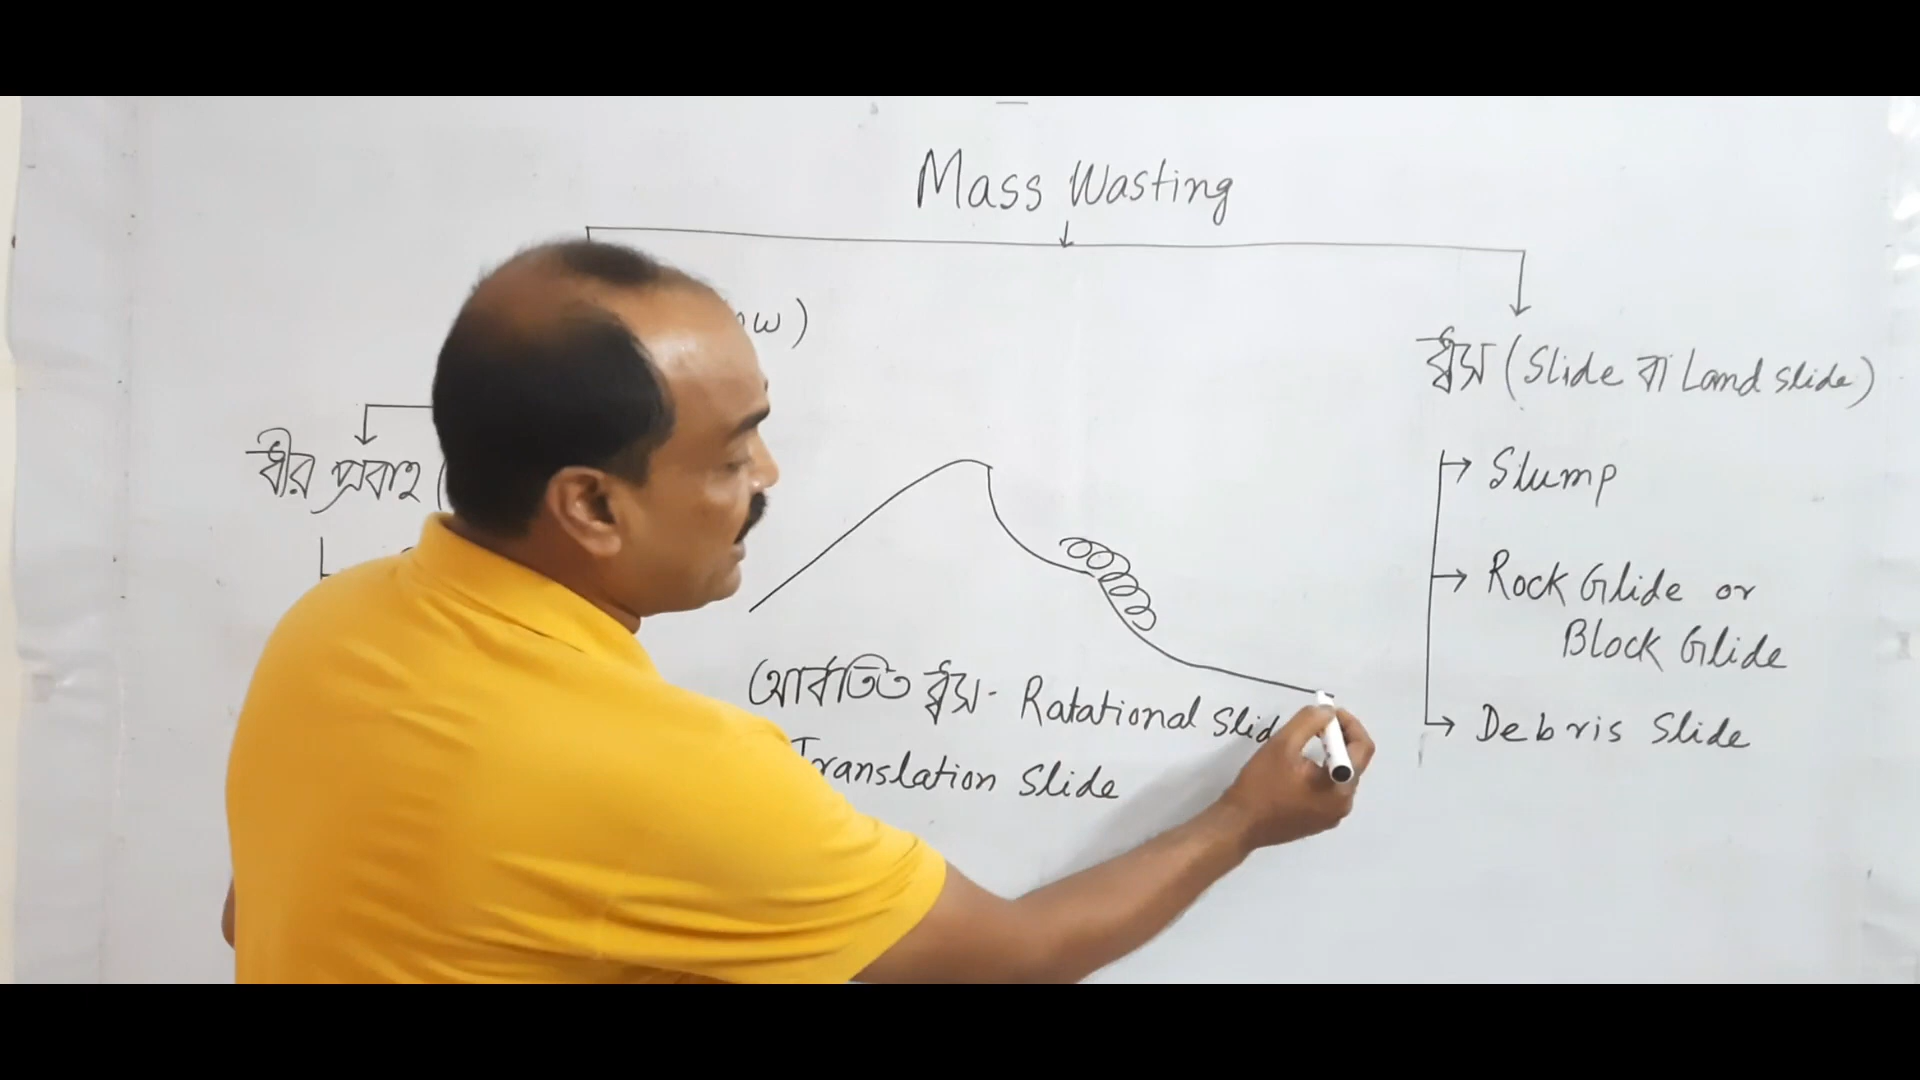 Mass Wasting
ow)
ধ্বস (Slide বা Land slide)
ধীর প্রবাহ (
Slump
Rock Glide or
Block Glide
আবর্তিত ধ্বস - Ratational Slid
Translation Slide
Debris Slide